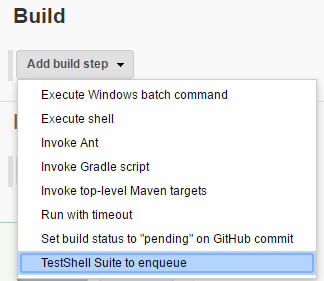 Build
Add build step
Execute Windows batch command
Execute shell
Invoke Ant
Invoke Gradle script
Invoke top-level Maven targets
Run with timeout
Set build status to "pending" on GitHub commit
TestShell Suite to enqueue